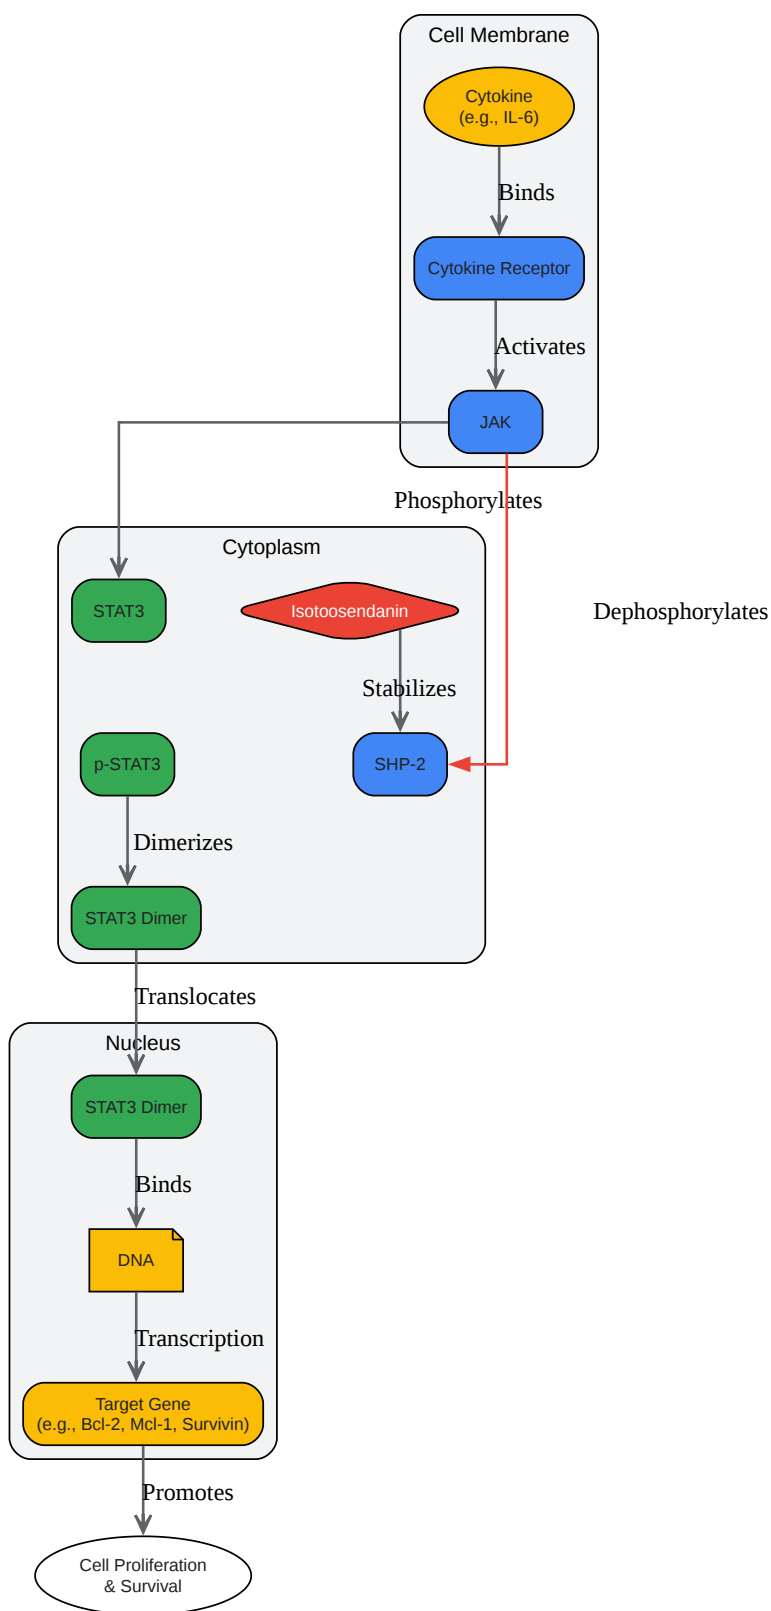 Cell Membrane
Cytokine
(e.g., IL-6)
Binds
Cytokine Receptor
Activates
JAK
Phosphorylates
Cytoplasm
STAT3
Isotoosendanin
Dephosphorylates
Stabilizes
p-STAT3
SHP-2
Dimerizes
STAT3 Dimer
Translocates
Nucleus
STAT3 Dimer
Binds
DNA
Transcription
Target Gene
(e.g., Bcl-2, Mcl-1, Survivin)
Promotes
Cell Proliferation
& Survival